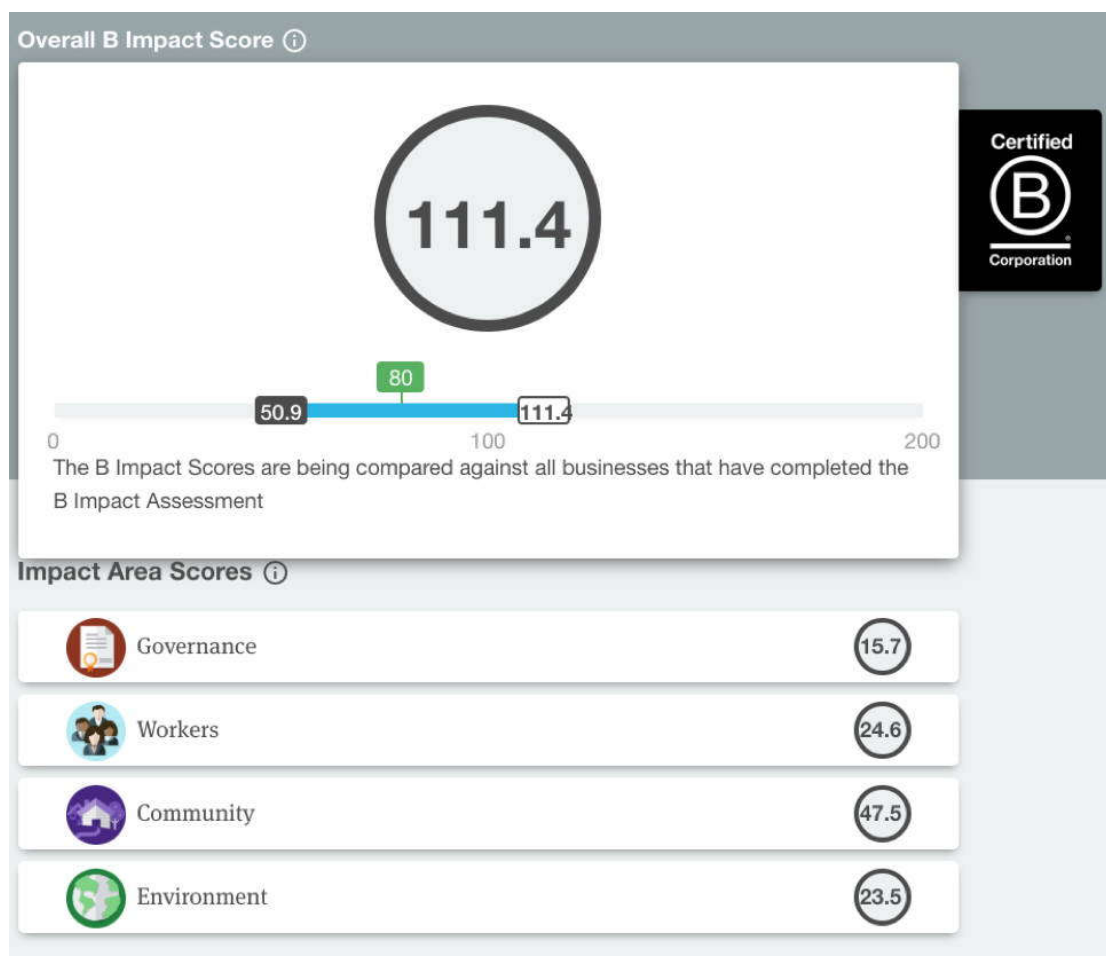 Overall B Impact Score
Certified
B
Corporation
111.4
80
50.9
111.4
0
100
200
The B Impact Scores are being compared against all businesses that have completed the
B Impact Assessment
Impact Area Scores
Governance 15.7
Workers 24.6
Community 47.5
Environment 23.5